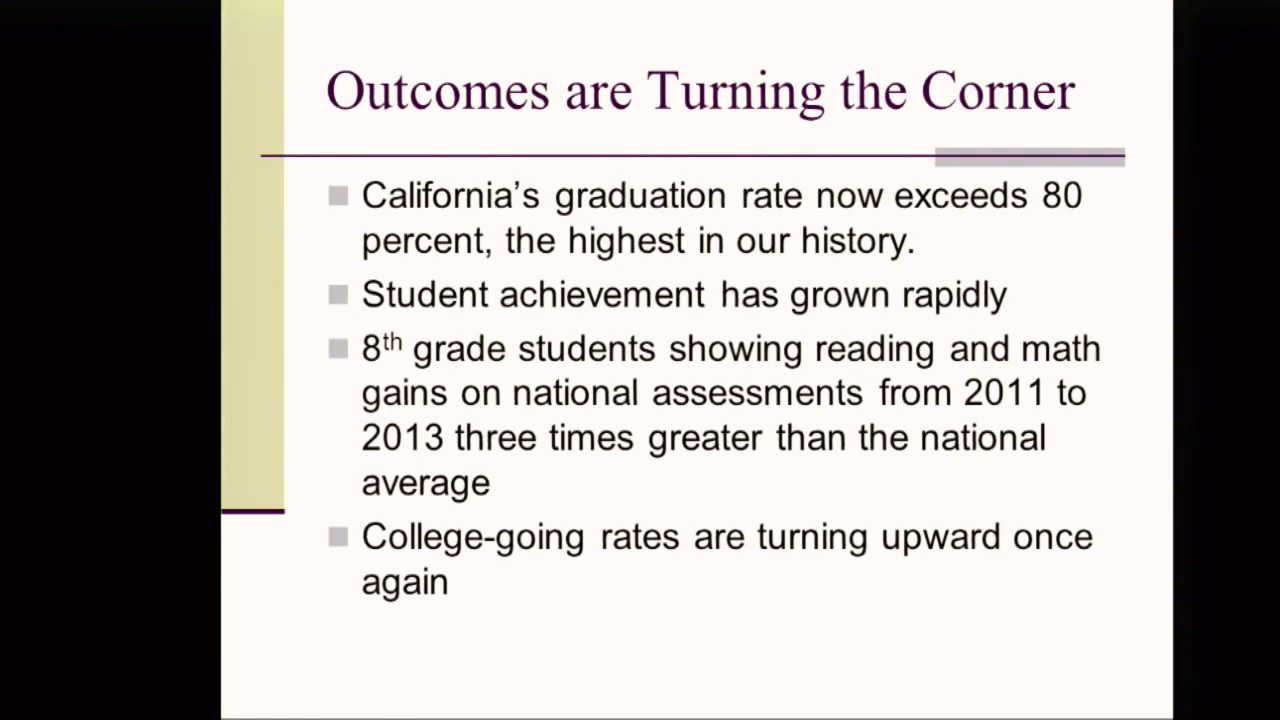 Outcomes are Turning the Corner
California’s graduation rate now exceeds 80
percent, the highest in our history.
Student achievement has grown rapidly
8th grade students showing reading and math
gains on national assessments from 2011 to
2013 three times greater than the national
average
College-going rates are turning upward once
again